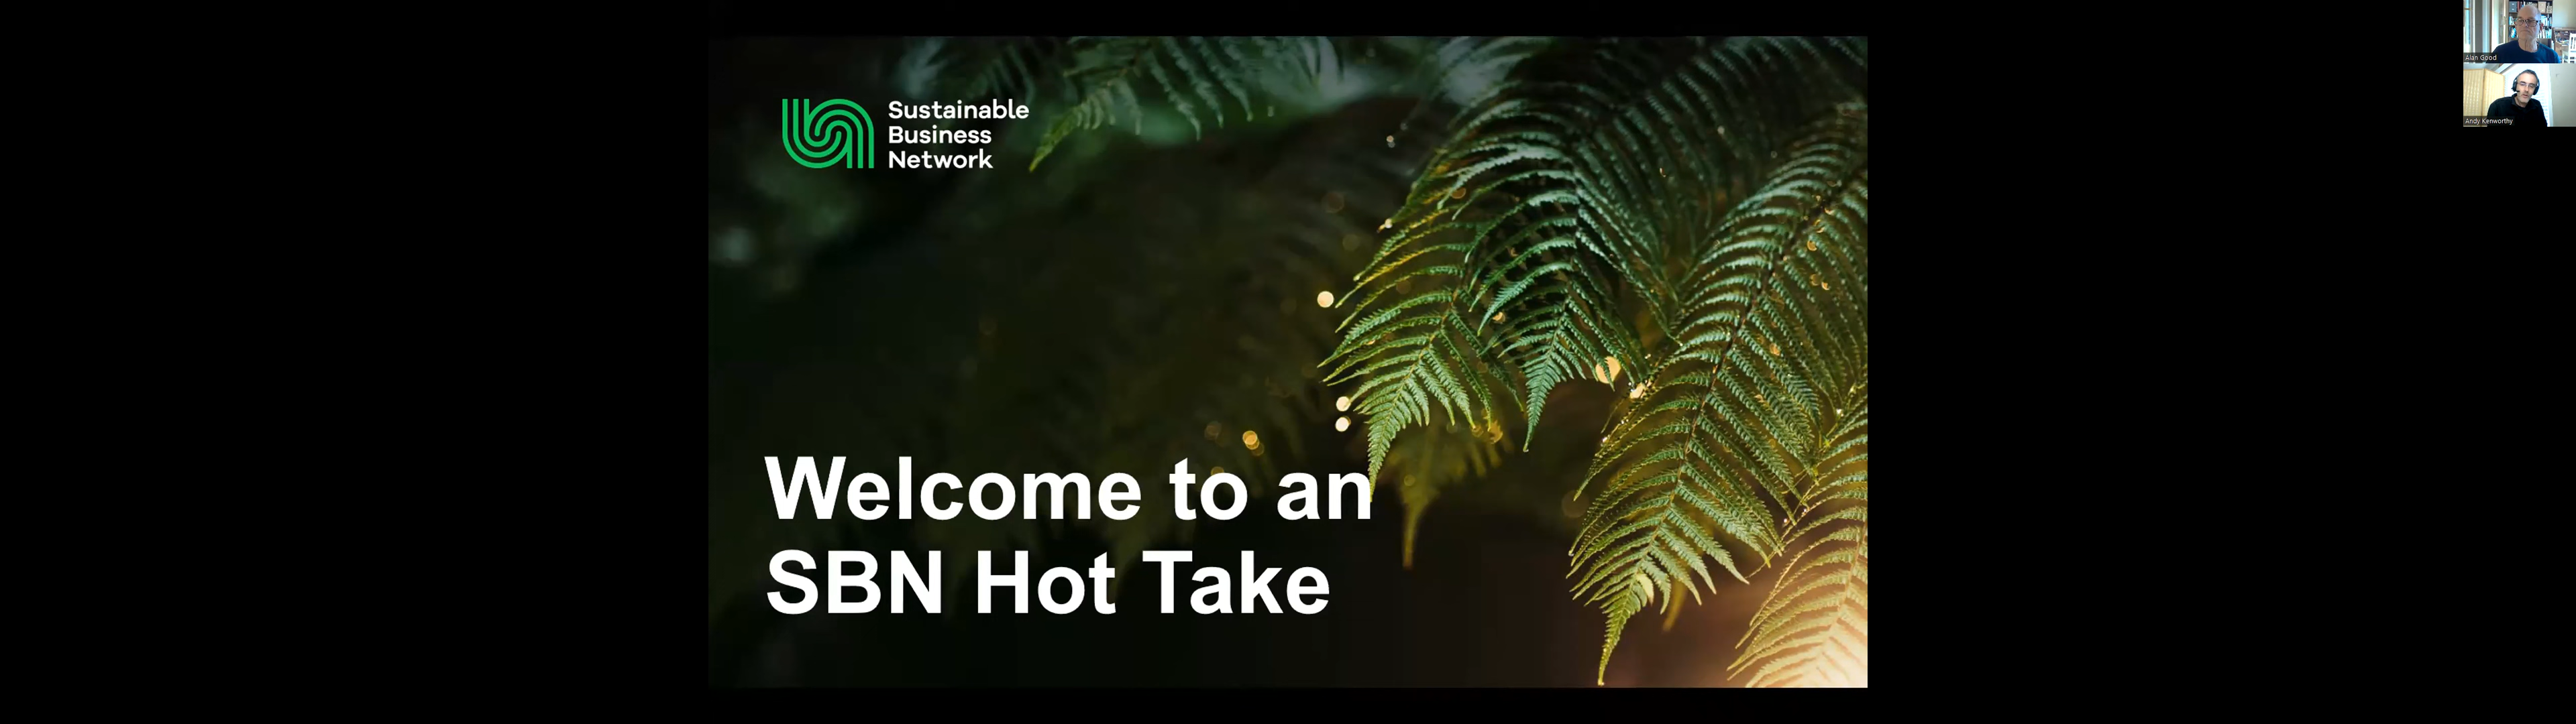 Sustainable
Business
Network
Welcome to an
SBN Hot Take
Alan Good
Andy Kenworthy